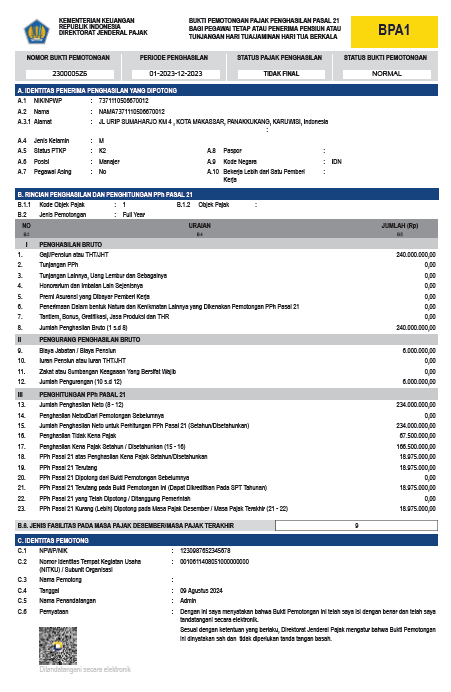 KEMENTERIAN KEUANGAN
REPUBLIK INDONESIA
DIREKTORAT JENDERAL PAJAK
BUKTI PEMOTONGAN PAJAK PENGHASILAN PASAL 21
BAGI PEGAWAI TETAP ATAU PENERIMA PENSIUN ATAU
TUNJANGAN HARI TUA/JAMINAN HARI TUA BERKALA
BPA1
NOMOR BUKTI PEMOTONGAN PERIODE PENGHASILAN STATUS PAJAK PENGHASILAN STATUS BUKTI PEMOTONGAN
2300005Z6 01-2023-12-2023 TIDAK FINAL NORMAL
A. IDENTITAS PENERIMA PENGHASILAN YANG DIPOTONG
A.1 NIK/NPWP : 7371110506670012
A.2 Nama : NAMA7371110506670012
A.3.1 Alamat : JL URIP SUMAHARJO KM 4 , KOTA MAKASSAR, PANAKKUKANG, KARUWISI, Indonesia
:
A.4 Jenis Kelamin : M
A.5 Status PTKP : K2 A.8 Paspor :
A.6 Posisi : Manajer A.9 Kode Negara : IDN
A.7 Pegawai Asing : No A.10 Bekerja Lebih dari Satu Pemberi :
Kerja
B. RINCIAN PENGHASILAN DAN PENGHITUNGAN PPh PASAL 21
B.1.1 Kode Objek Pajak : 1 B.1.2 Objek Pajak :
B.2 Jenis Pemotongan : Full Year
NO URAIAN JUMLAH (Rp)
B3 B4 B5
I PENGHASILAN BRUTO
1. Gaji/Pensiun atau THT/JHT 240.000.000,00
2. Tunjangan PPh 0,00
3. Tunjangan Lainnya, Uang Lembur dan Sebagainya 0,00
4. Honorarium dan Imbalan Lain Sejenisnya 0,00
5. Premi Asuransi yang Dibayar Pemberi Kerja 0,00
6. Penerimaan Dalam bentuk Natura dan Kenikmatan Lainnya yang Dikenakan Pemotongan PPh Pasal 21 0,00
7. Tantiem, Bonus, Gratifikasi, Jasa Produksi dan THR 0,00
8. Jumlah Penghasilan Bruto (1 s.d 8) 240.000.000,00
II PENGURANG PENGHASILAN BRUTO
9. Biaya Jabatan / Biaya Pensiun 6.000.000,00
10. Iuran Pensiun atau Iuran THT/JHT 0,00
11. Zakat atau Sumbangan Keagaaan Yang Bersifat Wajib 0,00
12. Jumlah Pengurangan (10 s.d 12) 6.000.000,00
III PENGHITUNGAN PPh PASAL 21
13. Jumlah Penghasilan Neto (8 - 12) 234.000.000,00
14. Penghasilan NetodDari Pemotongan Sebelumnya 0,00
15. Jumlah Penghasilan Neto untuk Perhitungan PPh Pasal 21 (Setahun/Disetahunkan) 234.000.000,00
16. Penghasilan Tidak Kena Pajak 67.500.000,00
17. Penghasilan Kena Pajak Setahun / Disetahunkan (15 - 16) 166.500.000,00
18. PPh Pasal 21 atas Penghasilan Kena Pajak Setahun/Disetahunkan 18.975.000,00
19. PPh Pasal 21 Terutang 18.975.000,00
20. PPh Pasal 21 Dipotong dari Bukti Pemotongan Sebelumnya 0,00
21. PPh Pasal 21 Terutang pada Bukti Pemotongan ini (Dapat Dikreditkan Pada SPT Tahunan) 18.975.000,00
22. PPh Pasal 21 yang Telah Dipotong / Ditanggung Pemerintah 0,00
23. PPh Pasal 21 Kurang (Lebih) Dipotong pada Masa Pajak Desember / Masa Pajak Terakhir (21 - 22) 18.975.000,00
B.6. JENIS FASILITAS PADA MASA PAJAK DESEMBER/MASA PAJAK TERAKHIR 9
C. IDENTITAS PEMOTONG
C.1 NPWP/NIK : 1230987652345678
C.2 Nomor Identitas Tempat Kegiatan Usaha : 0010611408051000000000
(NITKU) / Subunit Organisasi
C.3 Nama Pemotong :
C.4 Tanggal : 09 Agustus 2024
C.5 Nama Penandatangan : Admin
C.6 Pernyataan : Dengan ini saya menyatakan bahwa Bukti Pemotongan ini telah saya isi dengan benar dan telah saya
tandatangani secara elektronik.
Sesuai dengan ketentuan yang berlaku, Direktorat Jenderal Pajak mengatur bahwa Bukti Pemotongan
ini dinyatakan sah dan tidak diperlukan tanda tangan basah.
Ditandatangani secara elektronik